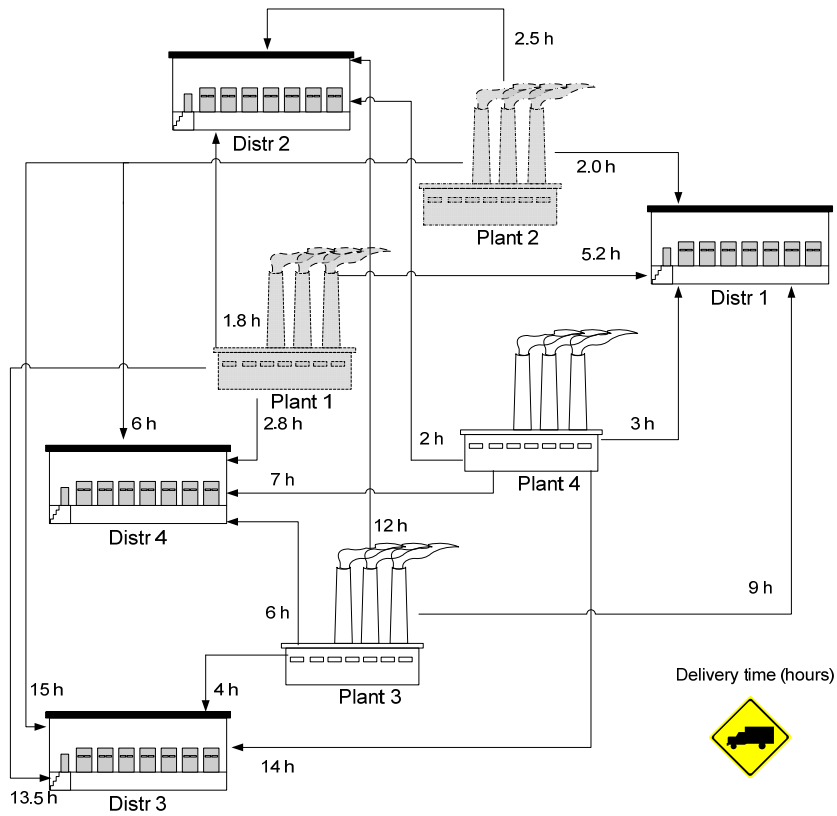 2.5 h
Distr 2
2.0 h
Plant 2
5.2 h
Distr 1
1.8 h
Plant 1
2.8 h
6 h
2 h
3 h
7 h
Plant 4
Distr 4
12 h
9 h
6 h
Delivery time (hours)
15 h
4 h
Plant 3
14 h
13.5 h
Distr 3